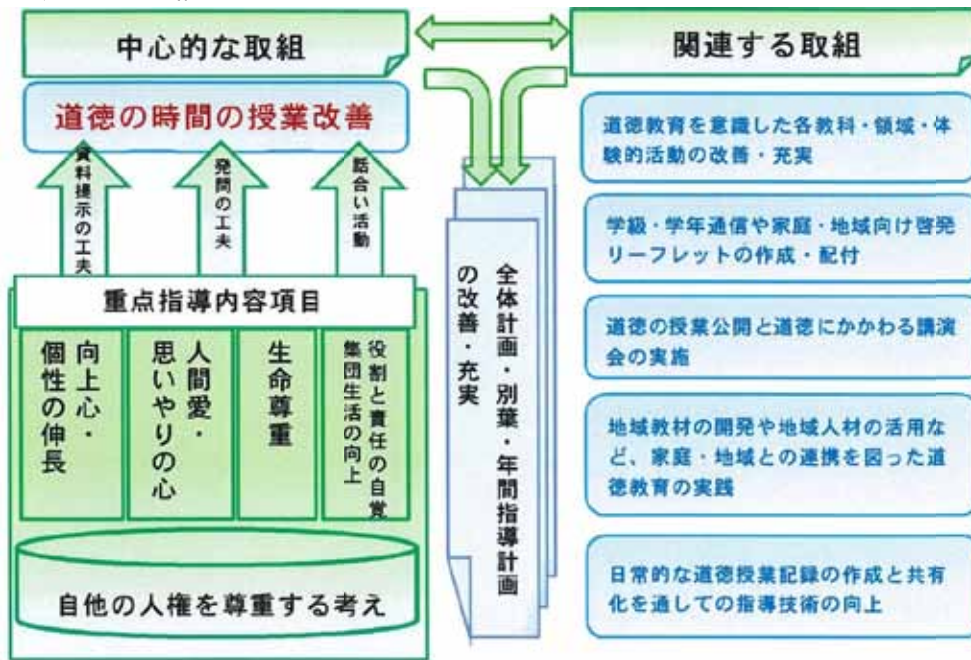 中心的な取組
関連する取組
道徳の時間の授業改善
資料提示の工夫
発問の工夫
話合い活動
重点指導内容項目
向上心・
個性の伸長
人間愛・
思いやりの心
生命尊重
役割と責任の自覚
集団生活の向上
自他の人権を尊重する考え
全体計画・別葉・年間指導計画
の改善・充実
道徳教育を意識した各教科・領域・体
験的活動の改善・充実
学級・学年通信や家庭・地域向け啓発
リーフレットの作成・配付
道徳の授業公開と道徳にかかわる講演
会の実施
地域教材の開発や地域人材の活用な
ど、家庭・地域との連携を図った道
徳教育の実践
日常的な道徳授業記録の作成と共有
化を通しての指導技術の向上